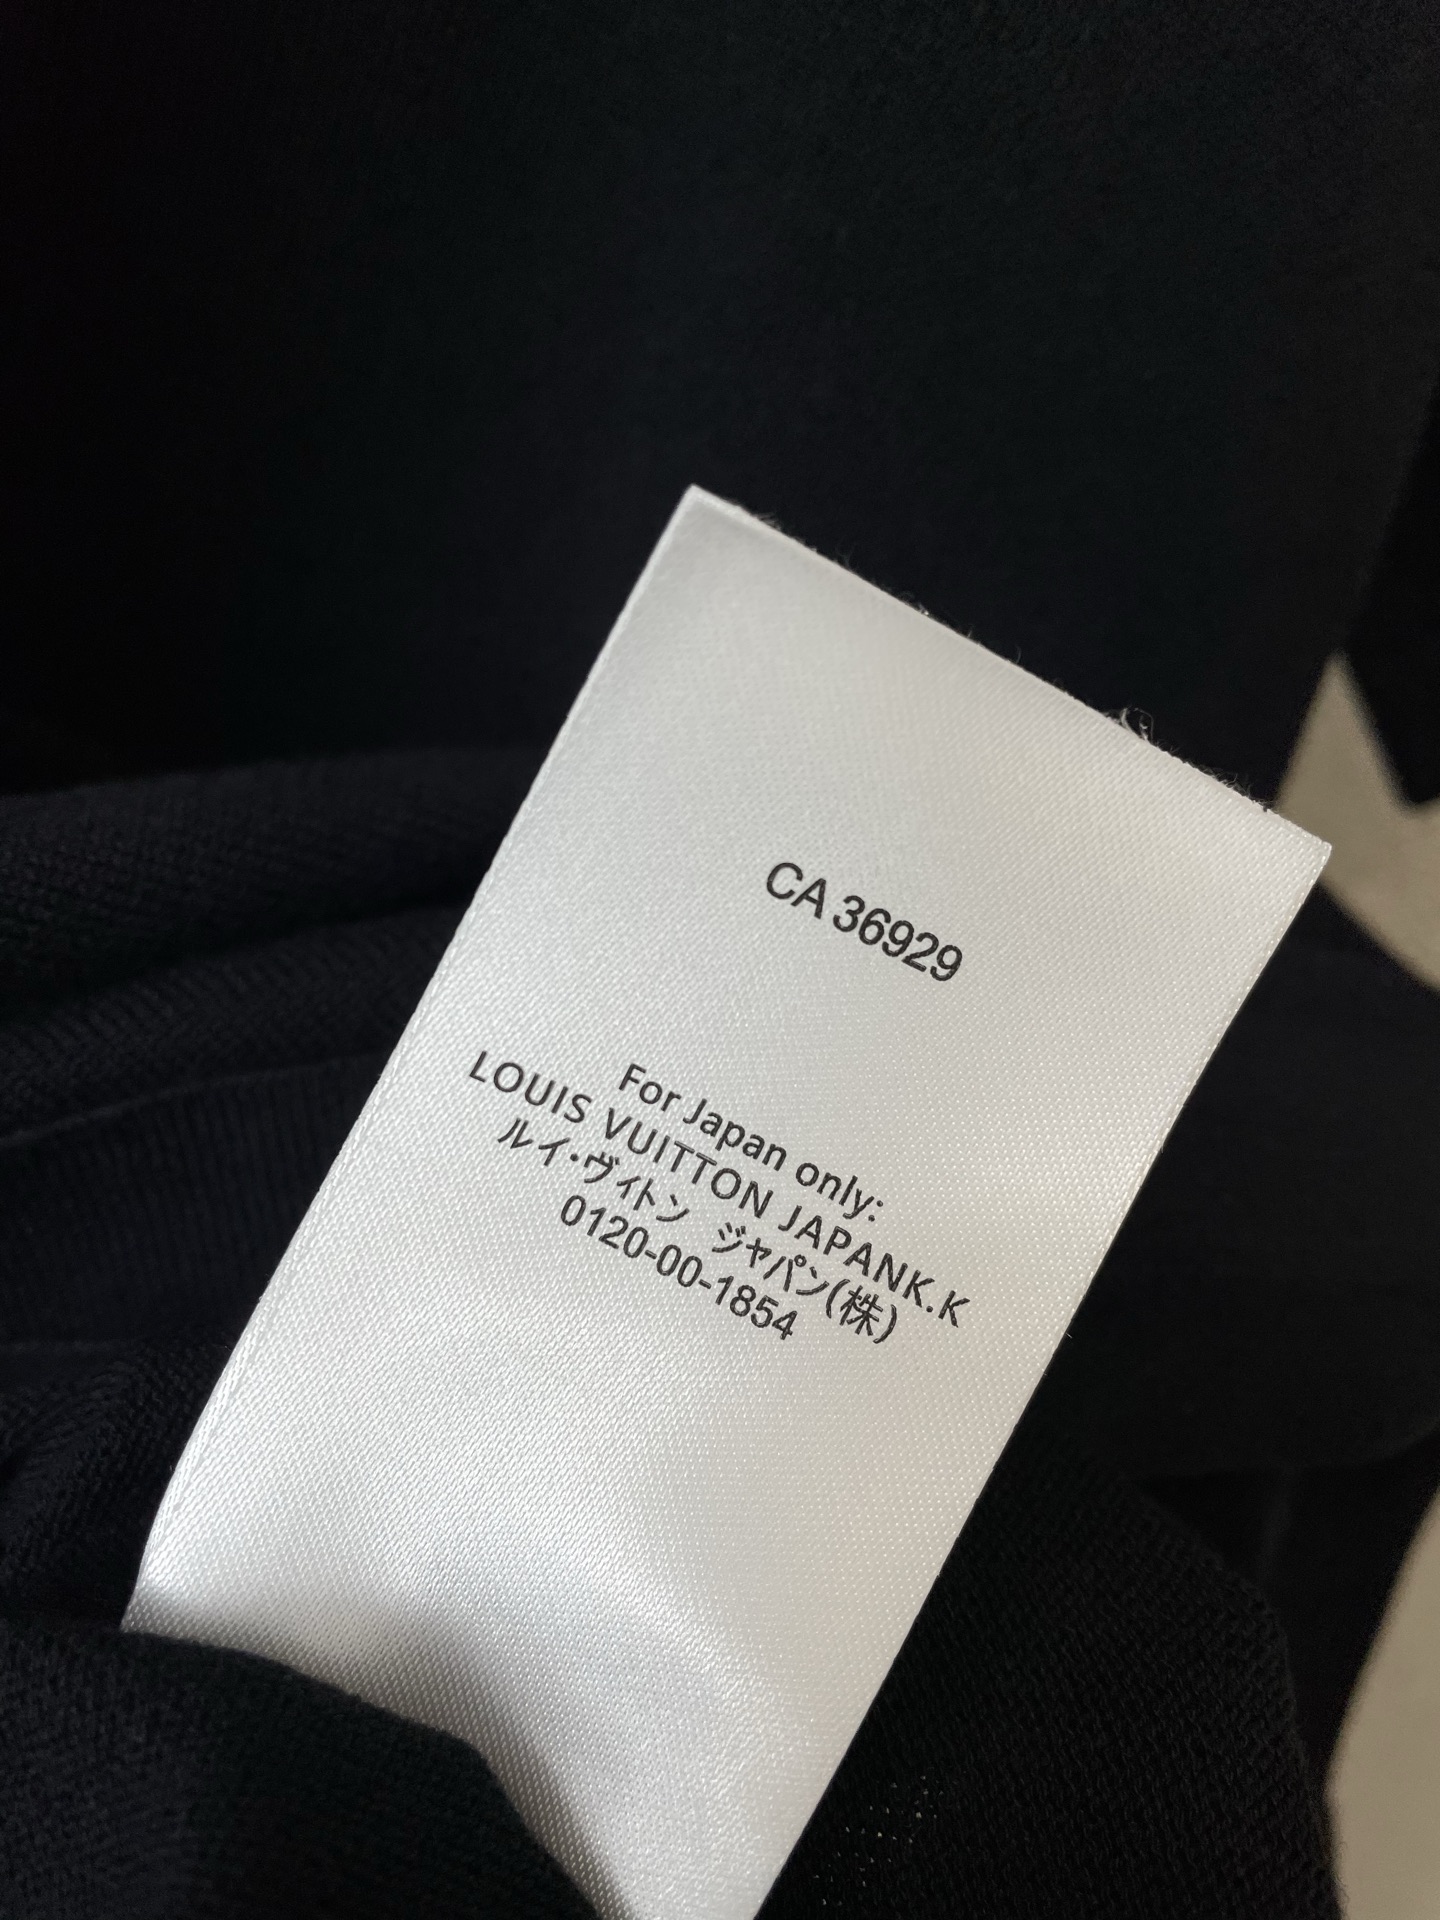 CA 36929
For Japan only:
LOUIS VUITTON JAPANK.K
ルイ・ヴィトン ジャパン(株)
0120-00-1854